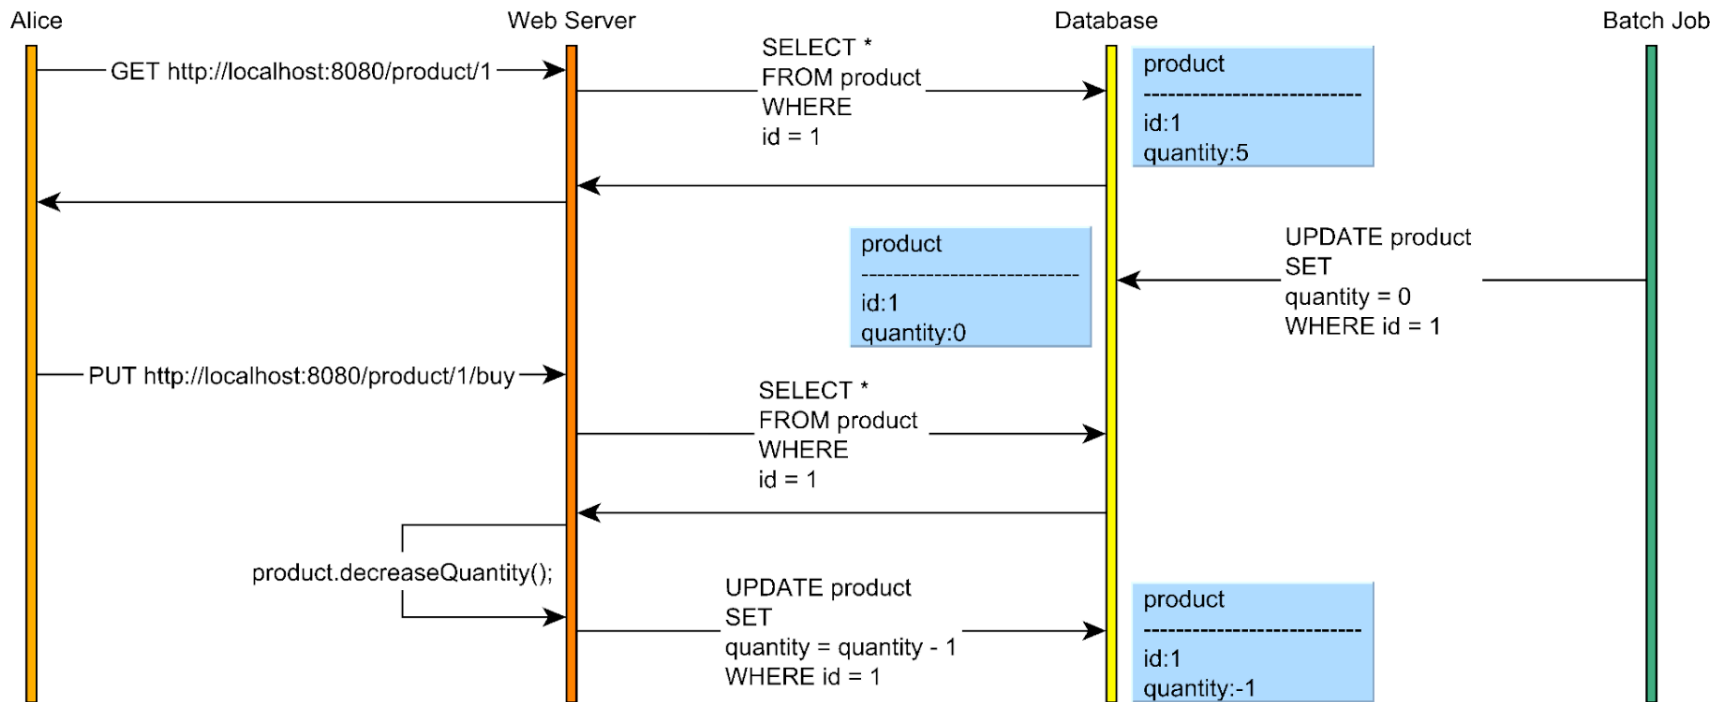 Alice
Web Server
Database
Batch Job
GET http://localhost:8080/product/1
SELECT *
FROM product
WHERE
id = 1
product
---------------------------
id:1
quantity:5
product
---------------------------
id:1
quantity:0
UPDATE product
SET
quantity = 0
WHERE id = 1
PUT http://localhost:8080/product/1/buy
SELECT *
FROM product
WHERE
id = 1
product.decreaseQuantity();
UPDATE product
SET
quantity = quantity - 1
WHERE id = 1
product
---------------------------
id:1
quantity:-1